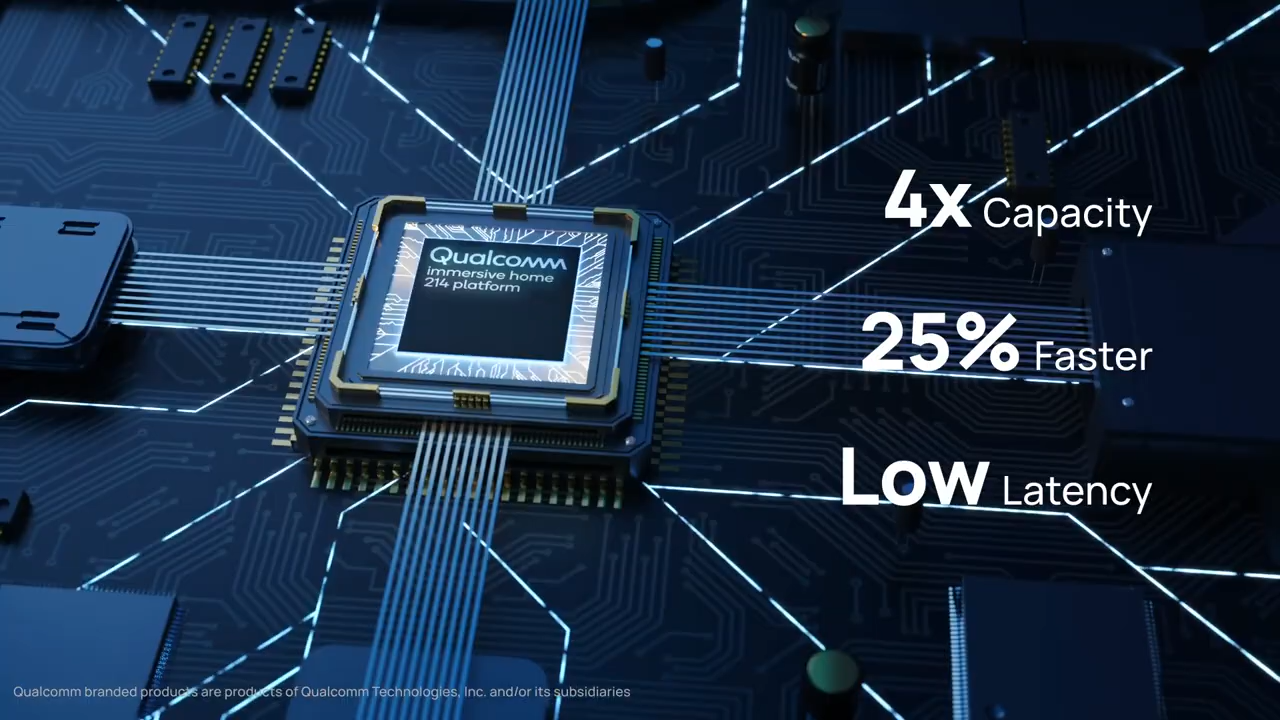 Qualcomm
immersive home
214 platform
4x Capacity
25% Faster
Low Latency
Qualcomm branded products are products of Qualcomm Technologies, Inc. and/or its subsidiaries